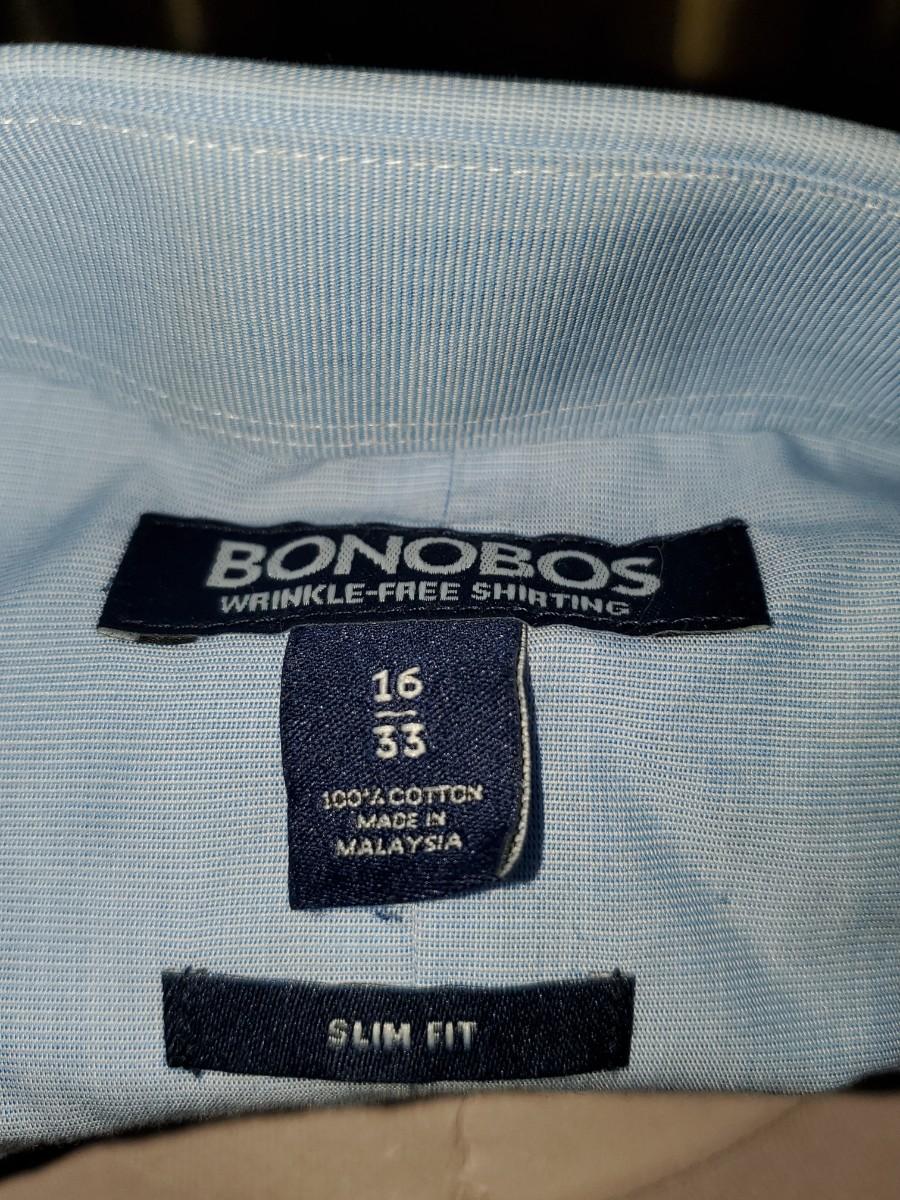 BONOBOS
WRINKLE-FREE SHIRTING
16
33
100% COTTON
MADE IN
MALAYSIA
SLIM FIT